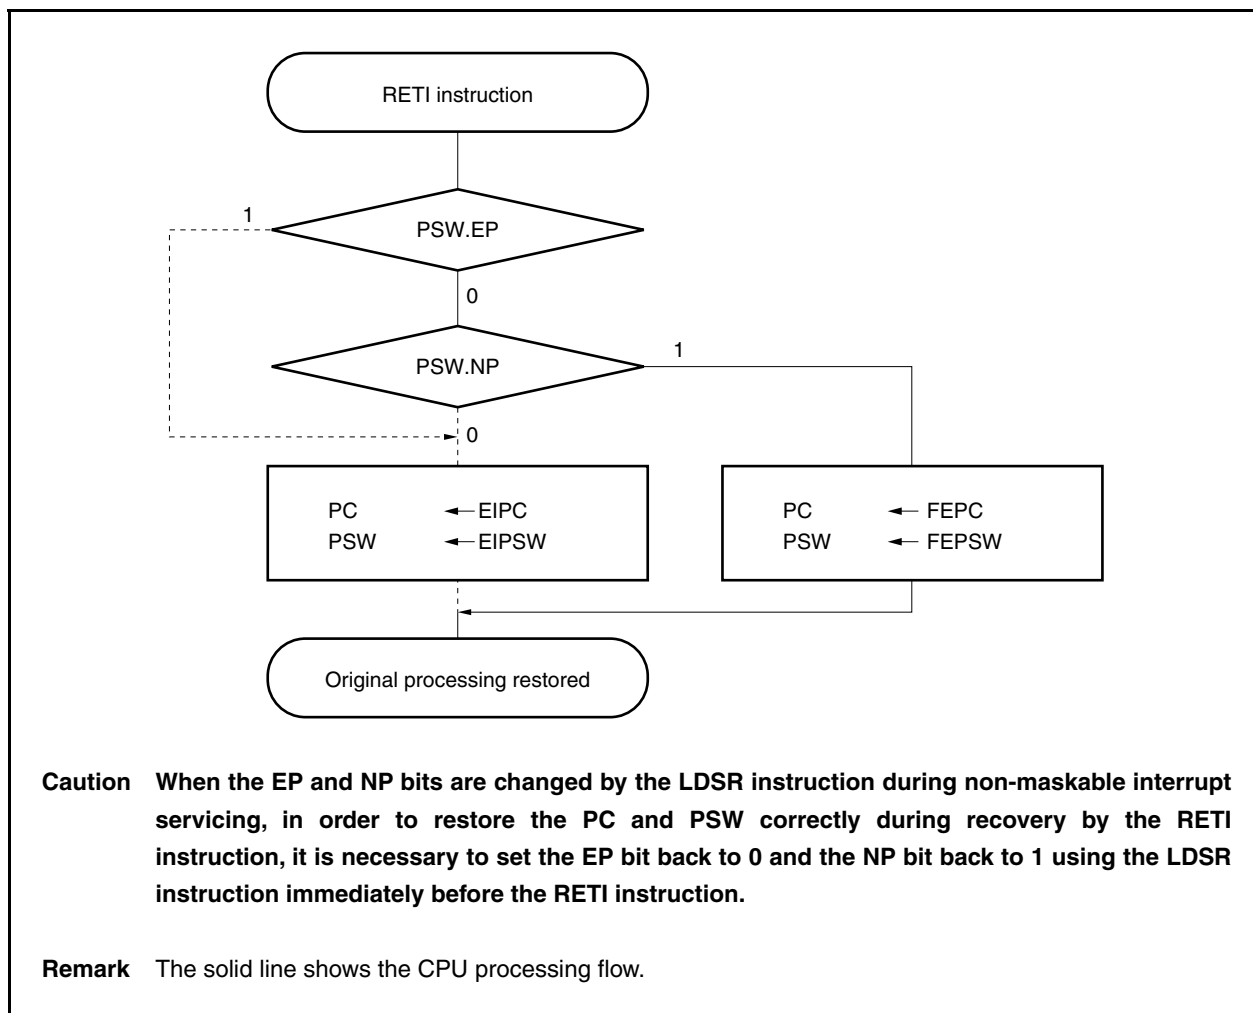 RETI instruction
1
PSW.EP
0
PSW.NP
1
0
PC EIPC
PSW EIPSW
PC FEPC
PSW FEPSW
Original processing restored
Caution When the EP and NP bits are changed by the LDSR instruction during non-maskable interrupt
servicing, in order to restore the PC and PSW correctly during recovery by the RETI
instruction, it is necessary to set the EP bit back to 0 and the NP bit back to 1 using the LDSR
instruction immediately before the RETI instruction.
Remark The solid line shows the CPU processing flow.